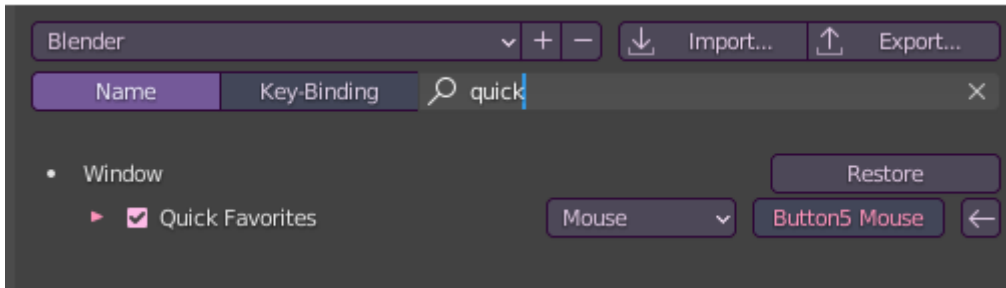 Blender + − Import... Export...
Name Key-Binding quick
Window Restore
Quick Favorites Mouse Button5 Mouse